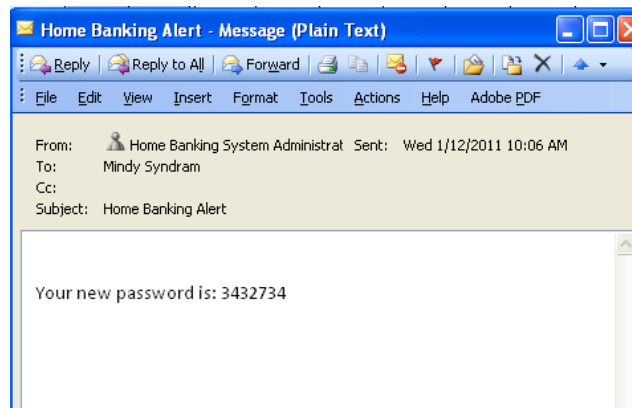 Home Banking Alert - Message (Plain Text)
Reply Reply to All Forward
File Edit View Insert Format Tools Actions Help Adobe PDF
From: Home Banking System Administrat Sent: Wed 1/12/2011 10:06 AM
To: Mindy Syndram
Cc:
Subject: Home Banking Alert
Your new password is: 3432734